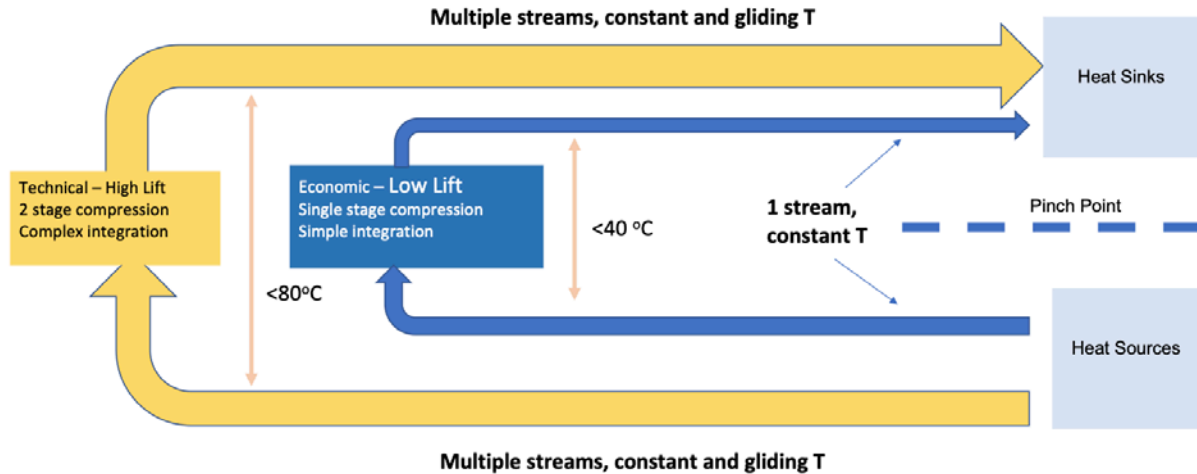 Multiple streams, constant and gliding T
Heat Sinks
Technical – High Lift
2 stage compression
Complex integration
Economic – Low Lift
Single stage compression
Simple integration
<40 °C
1 stream,
constant T
Pinch Point
<80°C
Heat Sources
Multiple streams, constant and gliding T